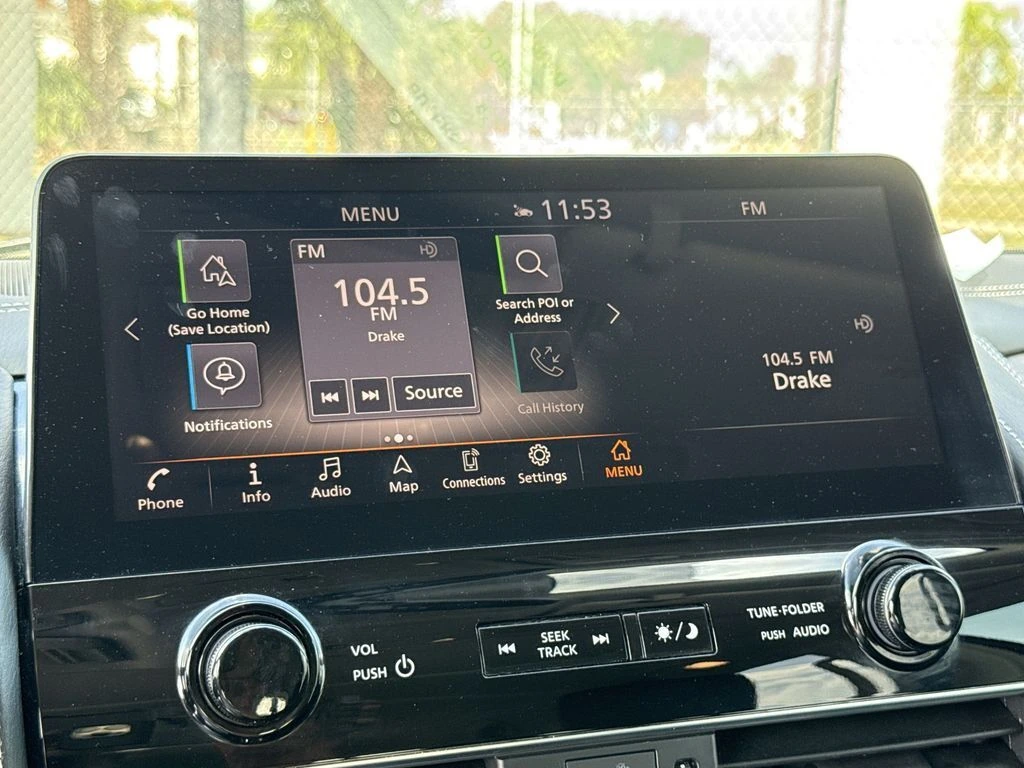 MENU
11:53
FM
FM
HD
104.5
FM
Drake
Source
Go Home
(Save Location)
Notifications
Search POI or
Address
Call History
HD
104.5 FM
Drake
Phone
Info
Audio
Map
Connections
Settings
MENU
VOL
PUSH
SEEK
TRACK
TUNE·FOLDER
PUSH AUDIO